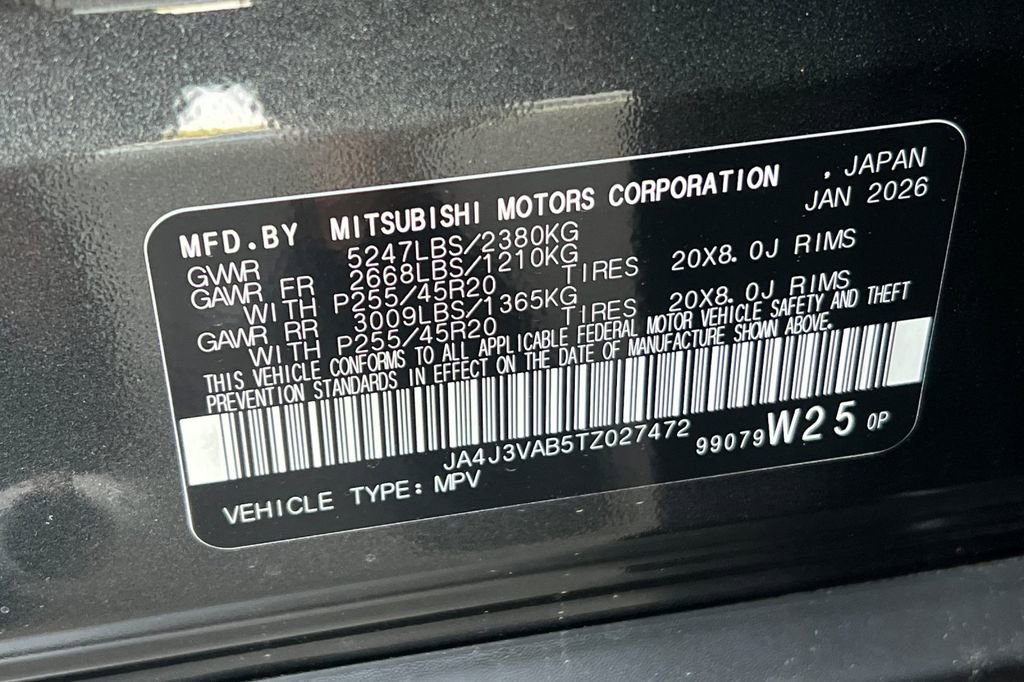 MFD.BY MITSUBISHI MOTORS CORPORATION , JAPAN
JAN 2026
GVWR 5247LBS/2380KG
GAWR FR 2668LBS/1210KG
WITH P255/45R20 TIRES 20X8.0J RIMS
GAWR RR 3009LBS/1365KG
WITH P255/45R20 TIRES 20X8.0J RIMS
THIS VEHICLE CONFORMS TO ALL APPLICABLE FEDERAL MOTOR VEHICLE SAFETY AND THEFT
PREVENTION STANDARDS IN EFFECT ON THE DATE OF MANUFACTURE SHOWN ABOVE.
JA4J3VAB5TZ027472 99079 W25 0P
VEHICLE TYPE: MPV